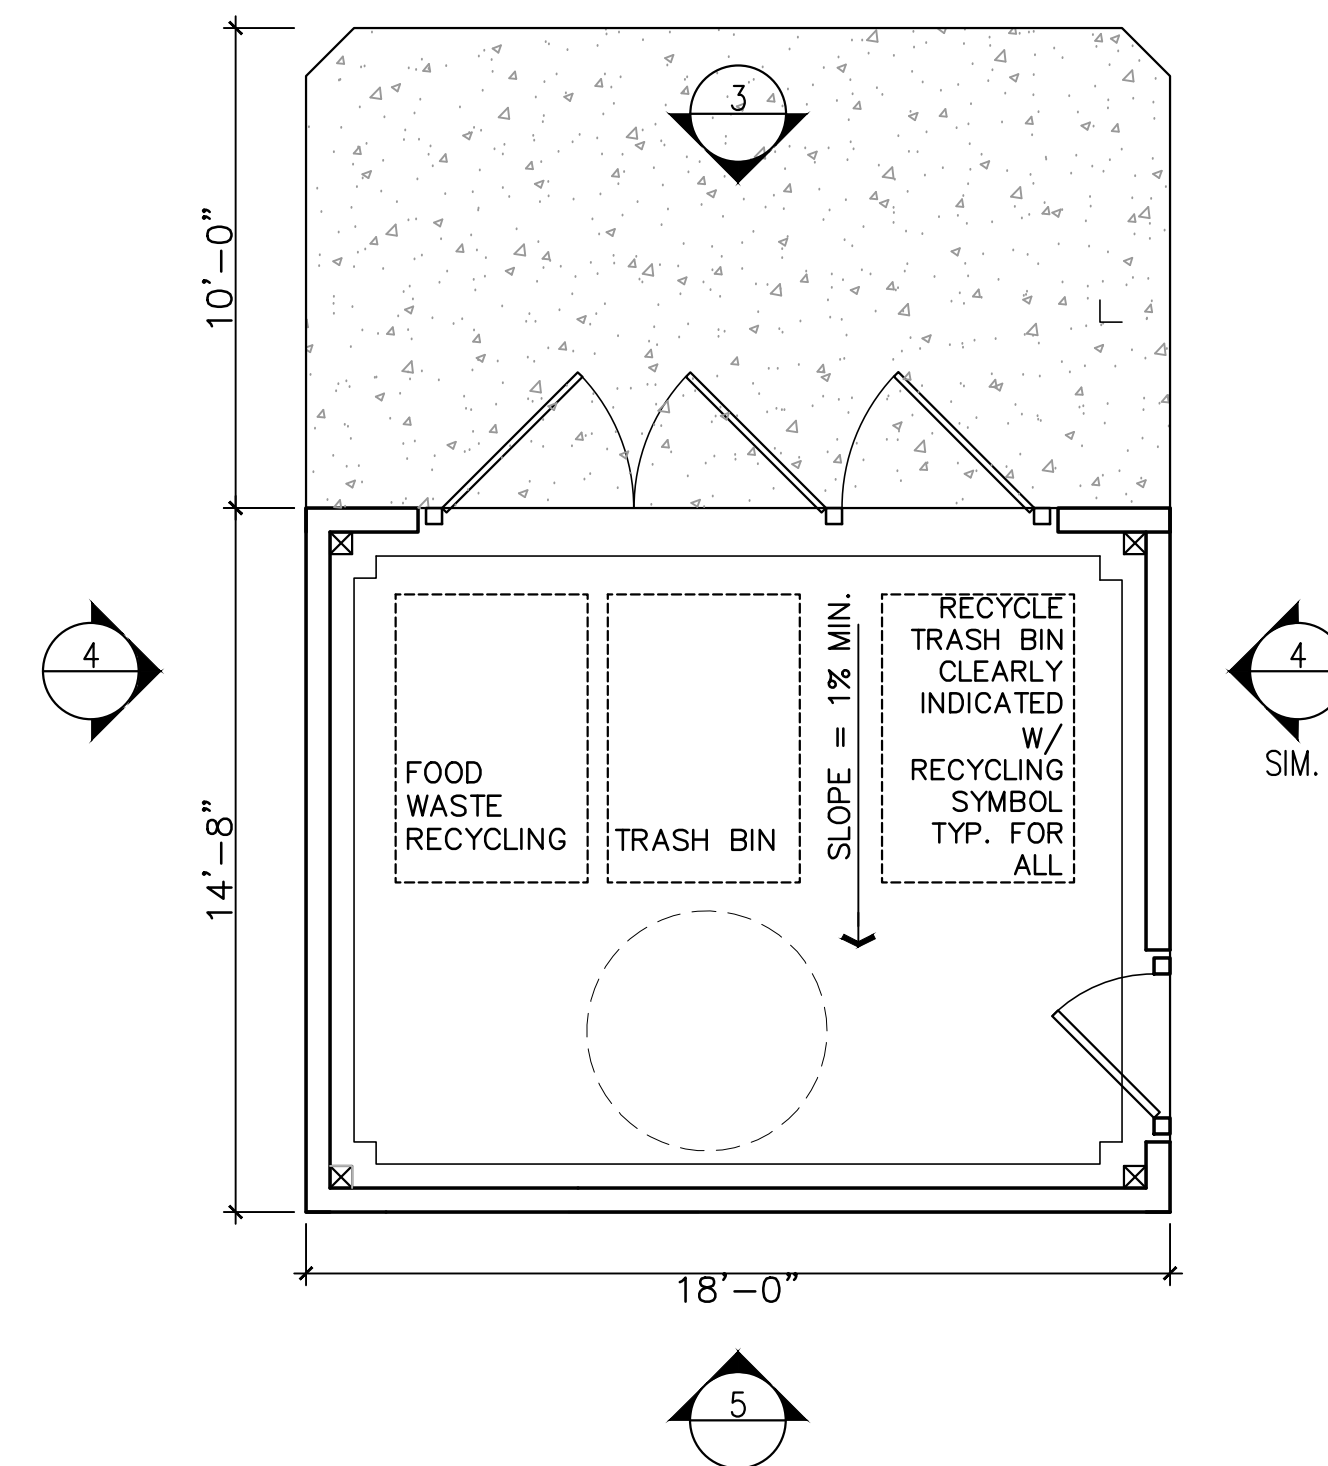 3
10'-0"
4
4
SIM.
FOOD
WASTE
RECYCLING
TRASH BIN
SLOPE = 1% MIN.
RECYCLE
TRASH BIN
CLEARLY
INDICATED
W/
RECYCLING
SYMBOL
TYP. FOR
ALL
14'-8"
18'-0"
5